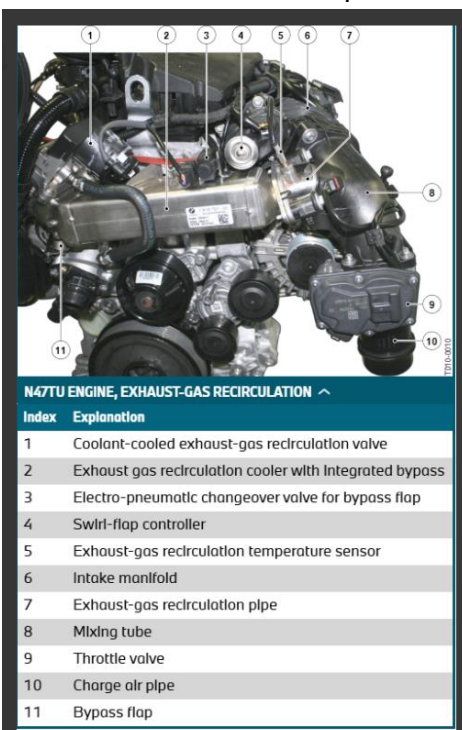 1 2 3 4 5 6 7
8
9
10
11
TD10-0010
N47TU ENGINE, EXHAUST-GAS RECIRCULATION
Index Explanation
1 Coolant-cooled exhaust-gas recirculation valve
2 Exhaust gas recirculation cooler with integrated bypass
3 Electro-pneumatic changeover valve for bypass flap
4 Swirl-flap controller
5 Exhaust-gas recirculation temperature sensor
6 Intake manifold
7 Exhaust-gas recirculation pipe
8 Mixing tube
9 Throttle valve
10 Charge air pipe
11 Bypass flap